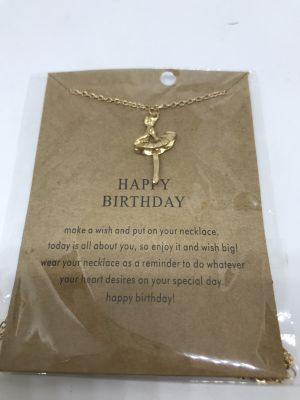 HAPPY
BIRTHDAY
make a wish and put on your necklace,
today is all about you, so enjoy it and wish big!
wear your necklace as a reminder to do whatever
your heart desires on your special day.
happy birthday!